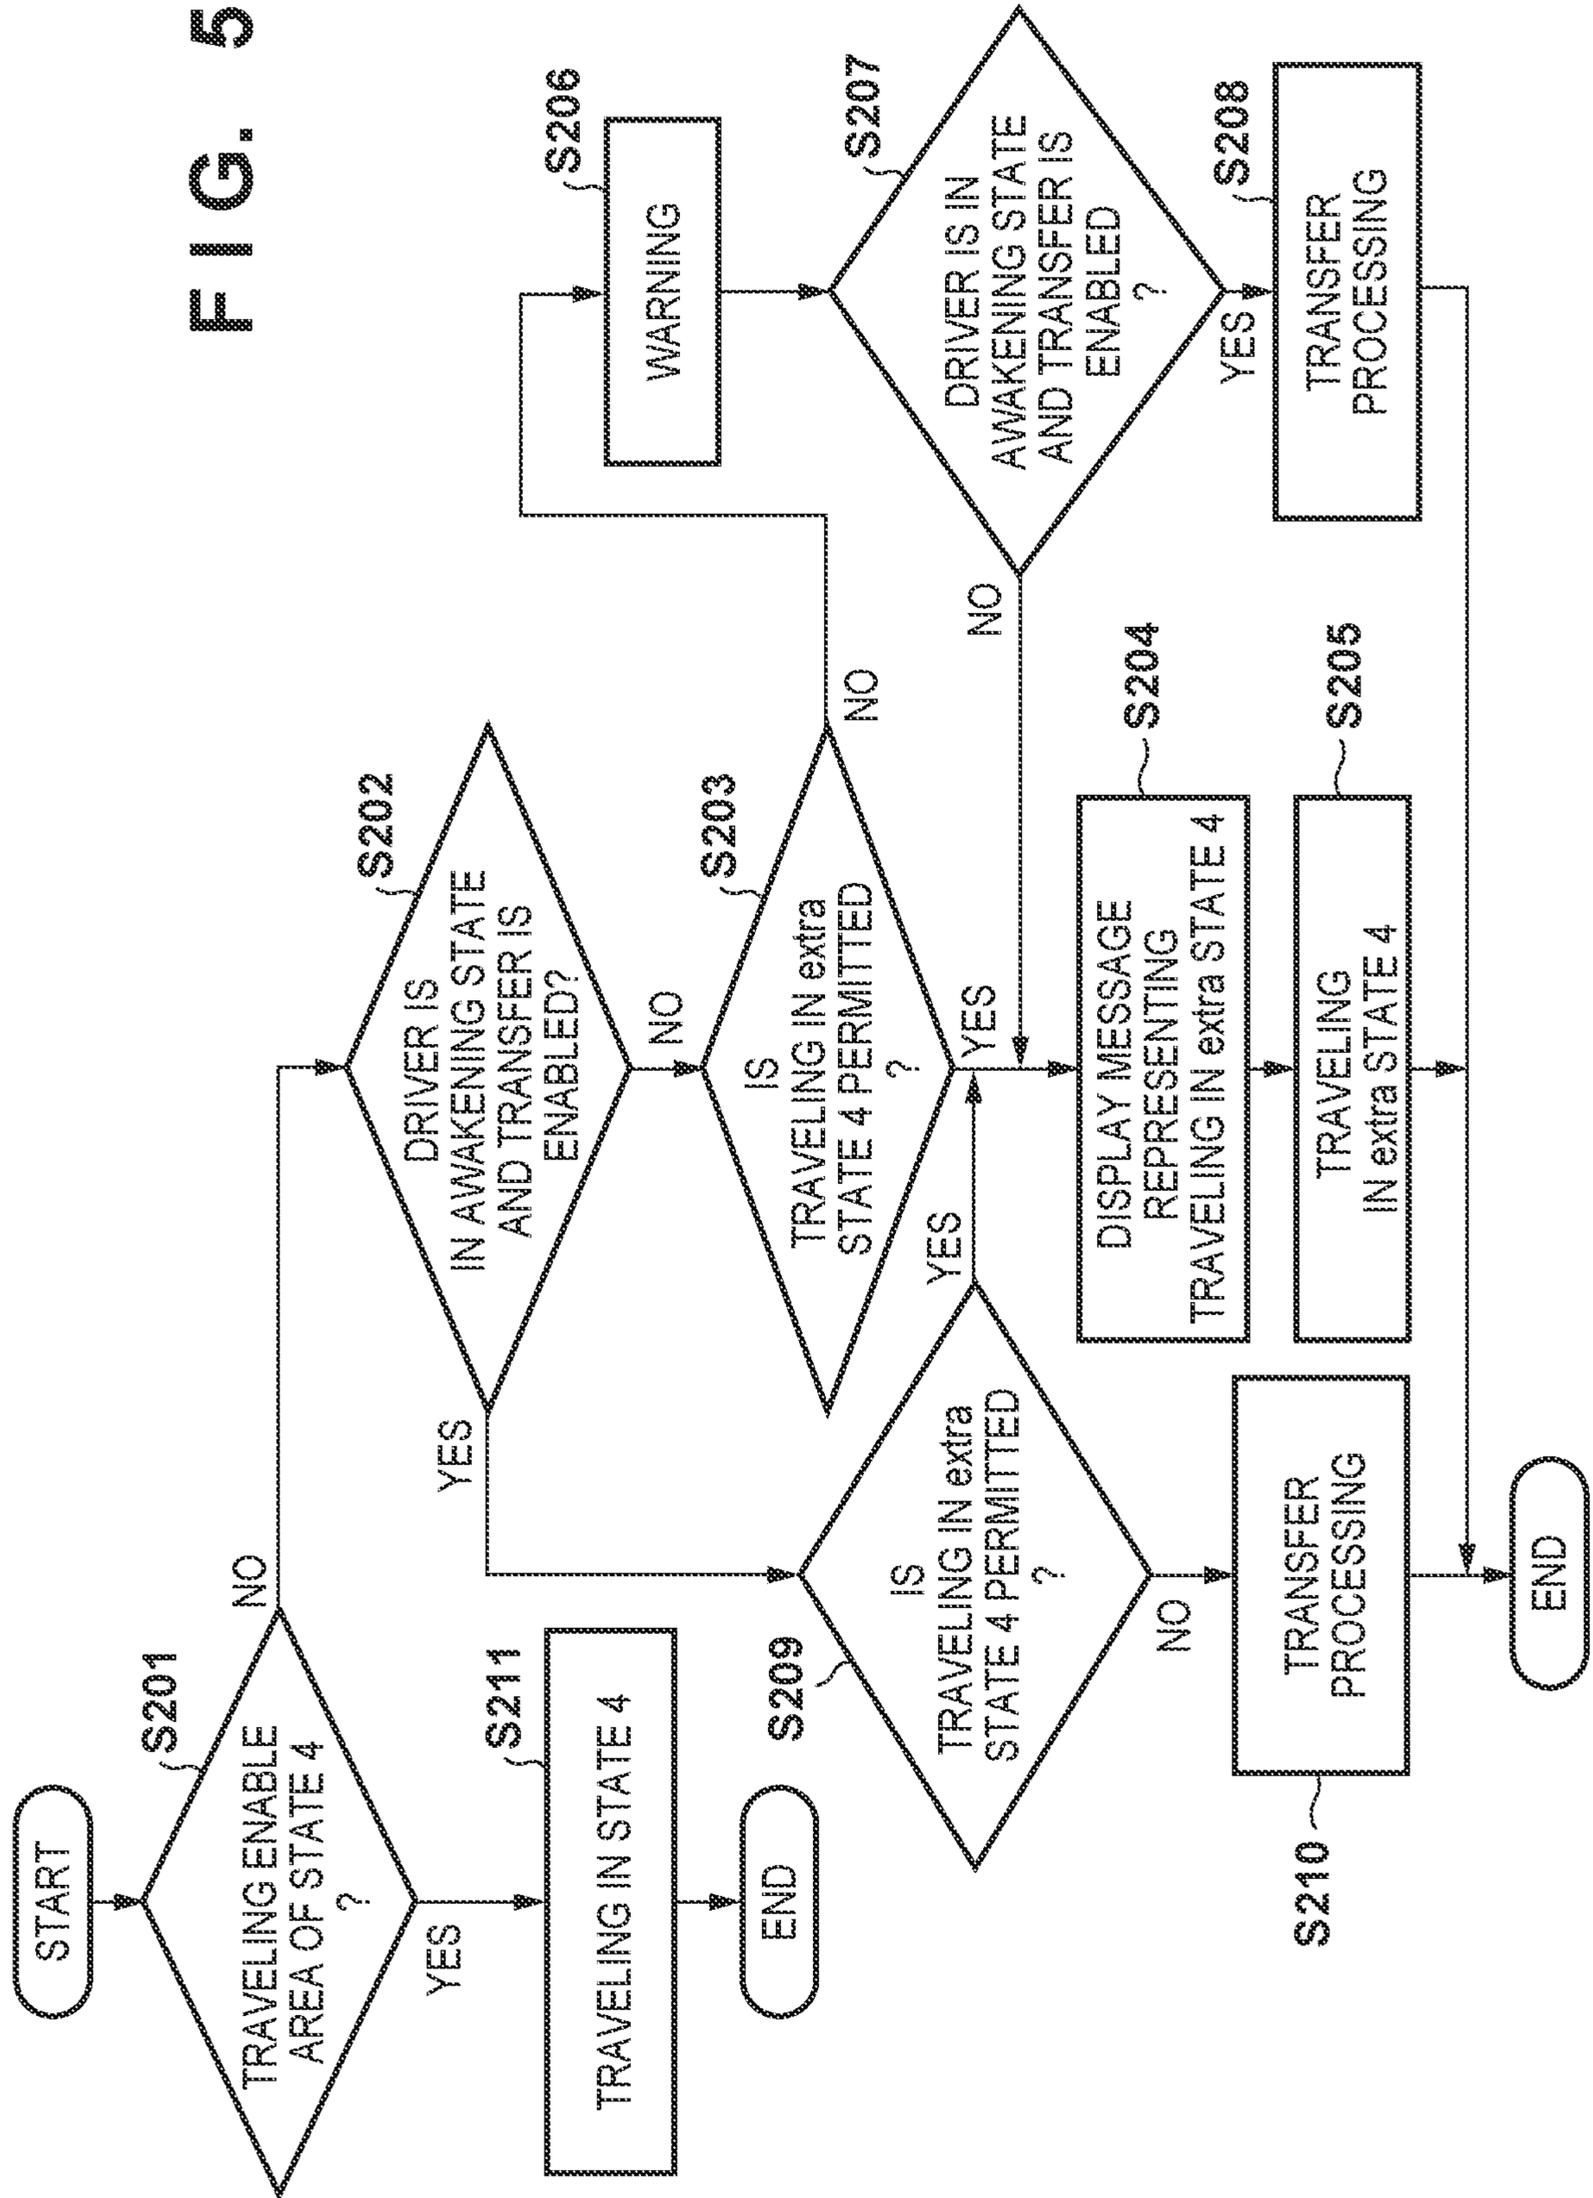 FIG. 5
START
S201
TRAVELING ENABLE
AREA OF STATE 4
?
NO
YES
S211
TRAVELING IN STATE 4
END
S202
DRIVER IS
IN AWAKENING STATE
AND TRANSFER IS
ENABLED?
YES
NO
S203
IS
TRAVELING IN extra
STATE 4 PERMITTED
?
NO
YES
S206
WARNING
S207
DRIVER IS IN
AWAKENING STATE
AND TRANSFER IS
ENABLED
?
NO
YES
S208
TRANSFER
PROCESSING
S209
IS
TRAVELING IN extra
STATE 4 PERMITTED
?
YES
NO
S204
DISPLAY MESSAGE
REPRESENTING
TRAVELING IN extra STATE 4
S205
TRAVELING
IN extra STATE 4
S210
TRANSFER
PROCESSING
END